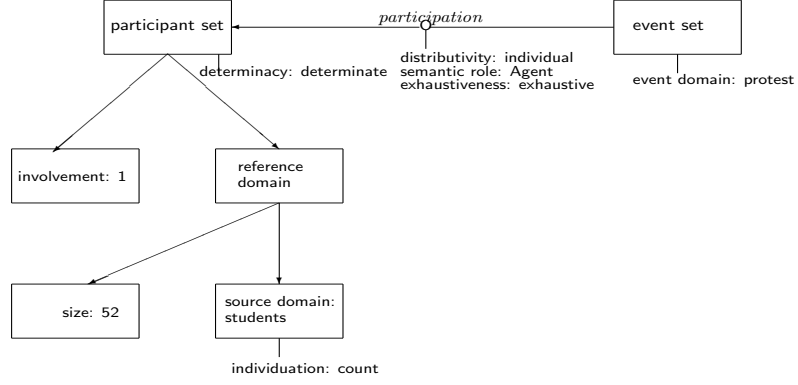 participation
participant set
event set
distributivity: individual
semantic role: Agent
exhaustiveness: exhaustive
determinacy: determinate
event domain: protest
involvement: 1
reference
domain
size: 52
source domain:
students
individuation: count